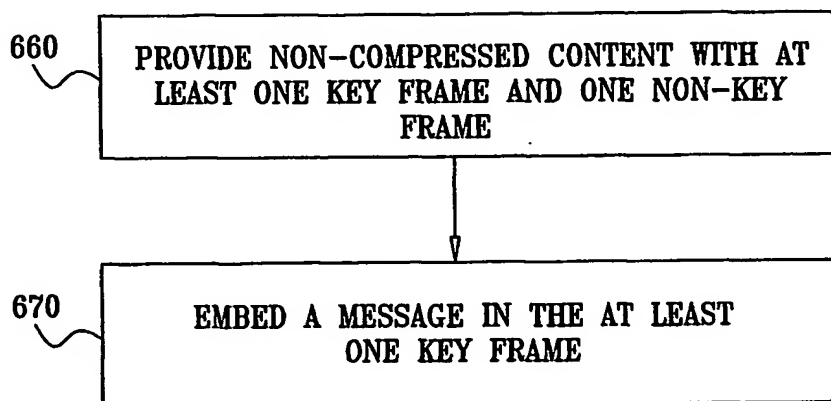 660
PROVIDE NON-COMPRESSED CONTENT WITH AT
LEAST ONE KEY FRAME AND ONE NON-KEY
FRAME
670
EMBED A MESSAGE IN THE AT LEAST
ONE KEY FRAME